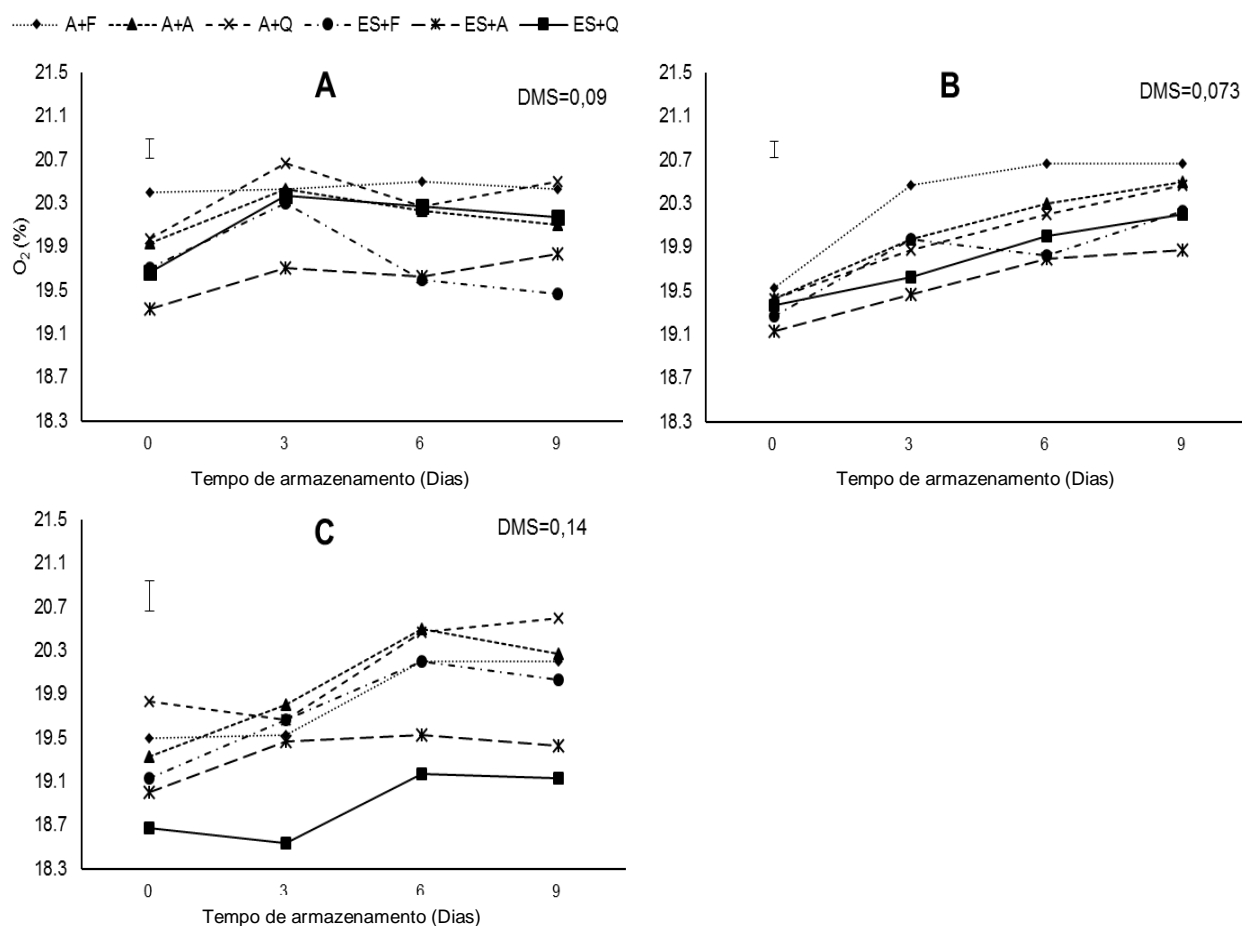 A+F A+A A+Q ES+F ES+A ES+Q
A
DMS=0,09
21.5
21.1
20.7
20.3
19.9
19.5
19.1
18.7
18.3
O2 (%)
0 3 6 9
Tempo de armazenamento (Dias)
B
DMS=0,073
21.5
21.1
20.7
20.3
19.9
19.5
19.1
18.7
18.3
0 3 6 9
Tempo de armazenamento (Dias)
C
DMS=0,14
21.5
21.1
20.7
20.3
19.9
19.5
19.1
18.7
18.3
0 3 6 9
Tempo de armazenamento (Dias)